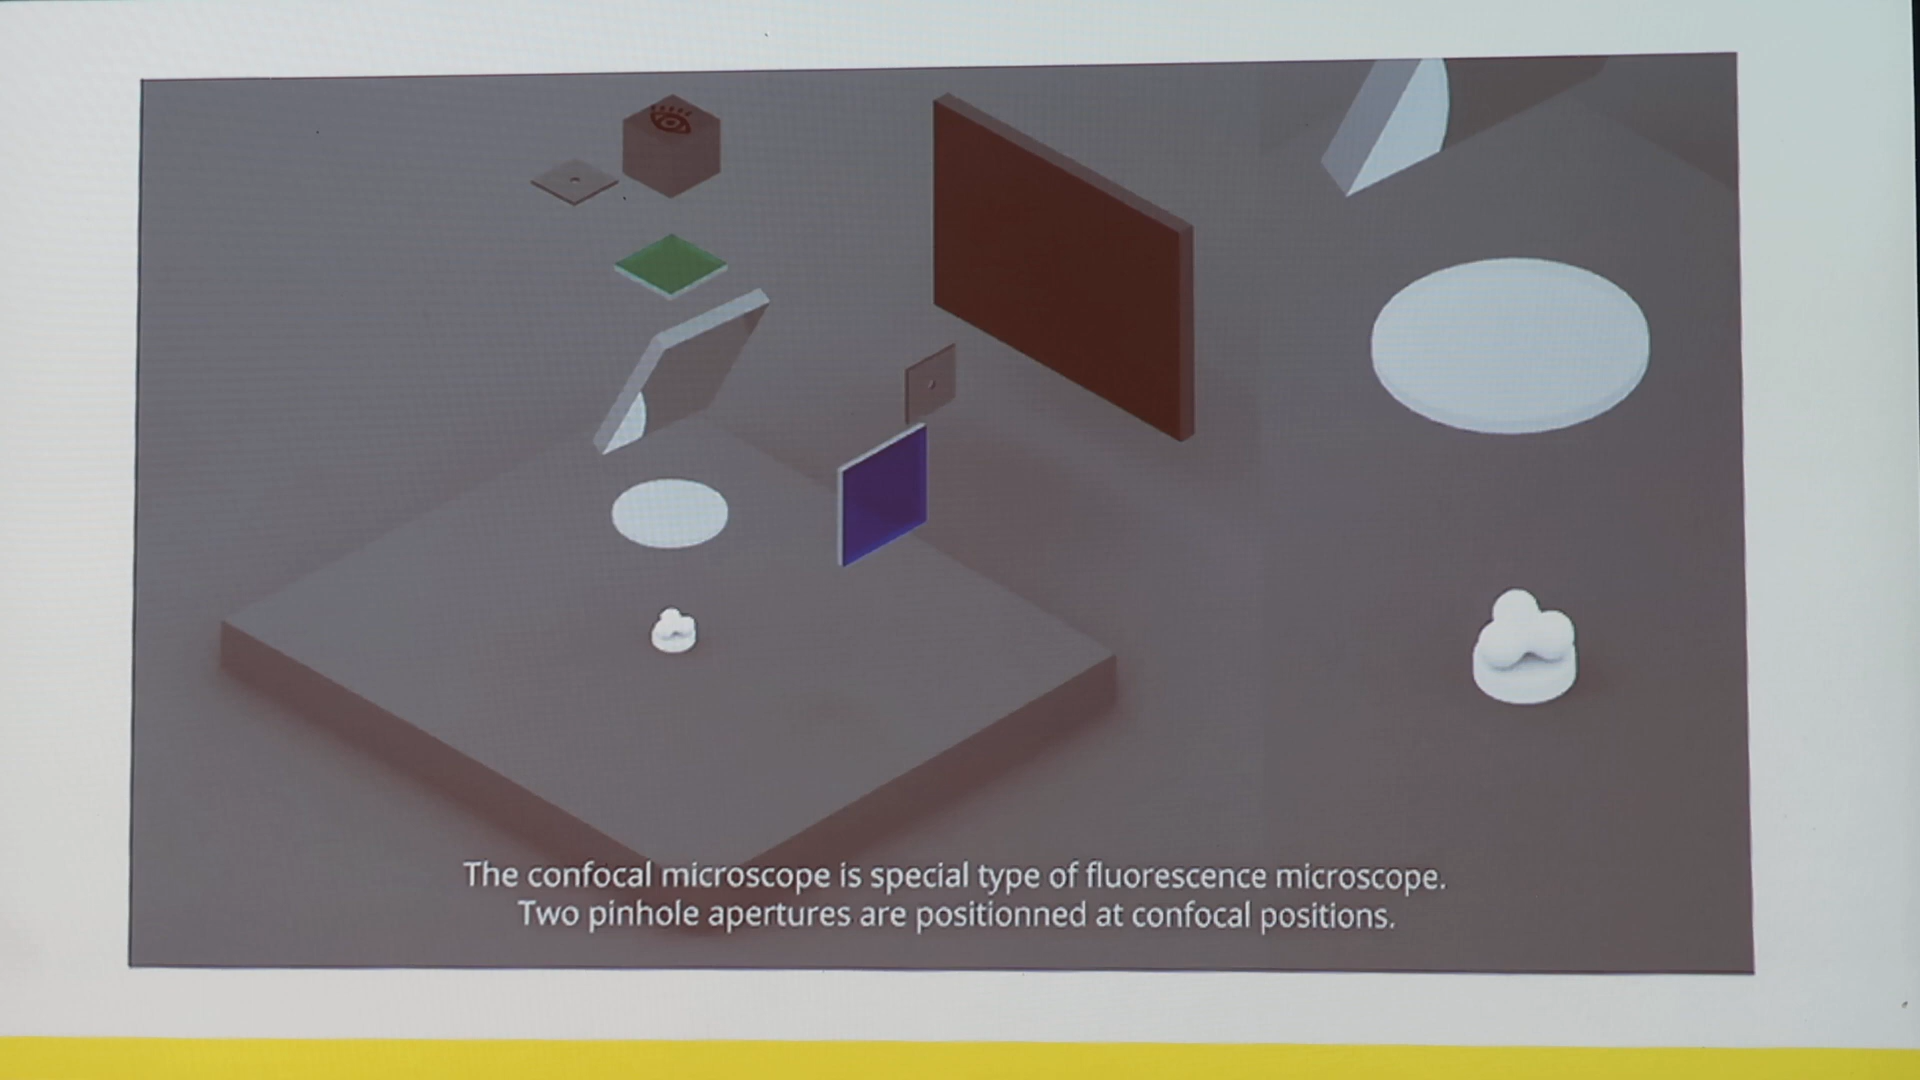 The confocal microscope is special type of fluorescence microscope.
Two pinhole apertures are positionned at confocal positions.